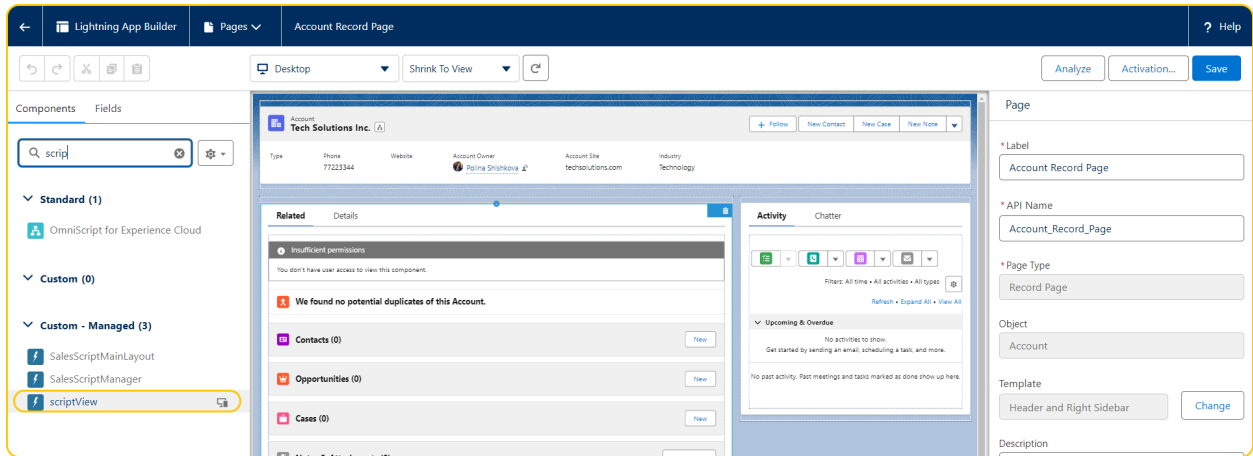 Lightning App Builder Pages Account Record Page ? Help
Desktop Shrink To View Analyze Activation... Save
Components Fields
scrip
Standard (1)
OmniScript for Experience Cloud
Custom (0)
Custom - Managed (3)
SalesScriptMainLayout
SalesScriptManager
scriptView
Account
Tech Solutions Inc.
+ Follow New Contact New Case New Note
Type Phone Website Account Owner Account Site Industry
77223344 Polina Shishkova techsolutions.com Technology
Related Details
Insufficient permissions
You don't have user access to view this component.
We found no potential duplicates of this Account.
Contacts (0) New
Opportunities (0) New
Cases (0) New
Activity Chatter
Filters: All time • All activities • All types
Refresh • Expand All • View All
Upcoming & Overdue
No activities to show.
Get started by sending an email, scheduling a task, and more.
No past activity. Past meetings and tasks marked as done show up here.
Page
*Label
Account Record Page
*API Name
Account_Record_Page
*Page Type
Record Page
Object
Account
Template
Header and Right Sidebar Change
Description